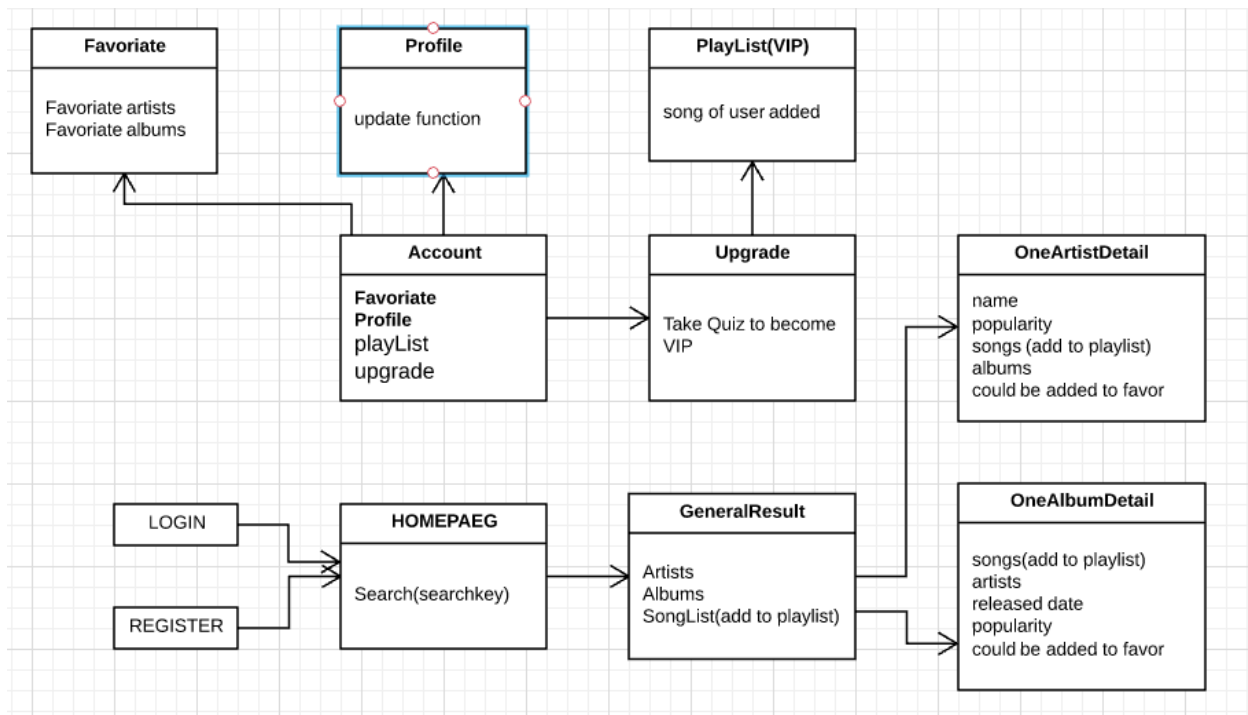 Favoriate
Favoriate artists
Favoriate albums
Profile
update function
PlayList(VIP)
song of user added
Account
Favoriate
Profile
playList
upgrade
Upgrade
Take Quiz to become
VIP
OneArtistDetail
name
popularity
songs (add to playlist)
albums
could be added to favor
LOGIN
REGISTER
HOMEPAEG
Search(searchkey)
GeneralResult
Artists
Albums
SongList(add to playlist)
OneAlbumDetail
songs(add to playlist)
artists
released date
popularity
could be added to favor